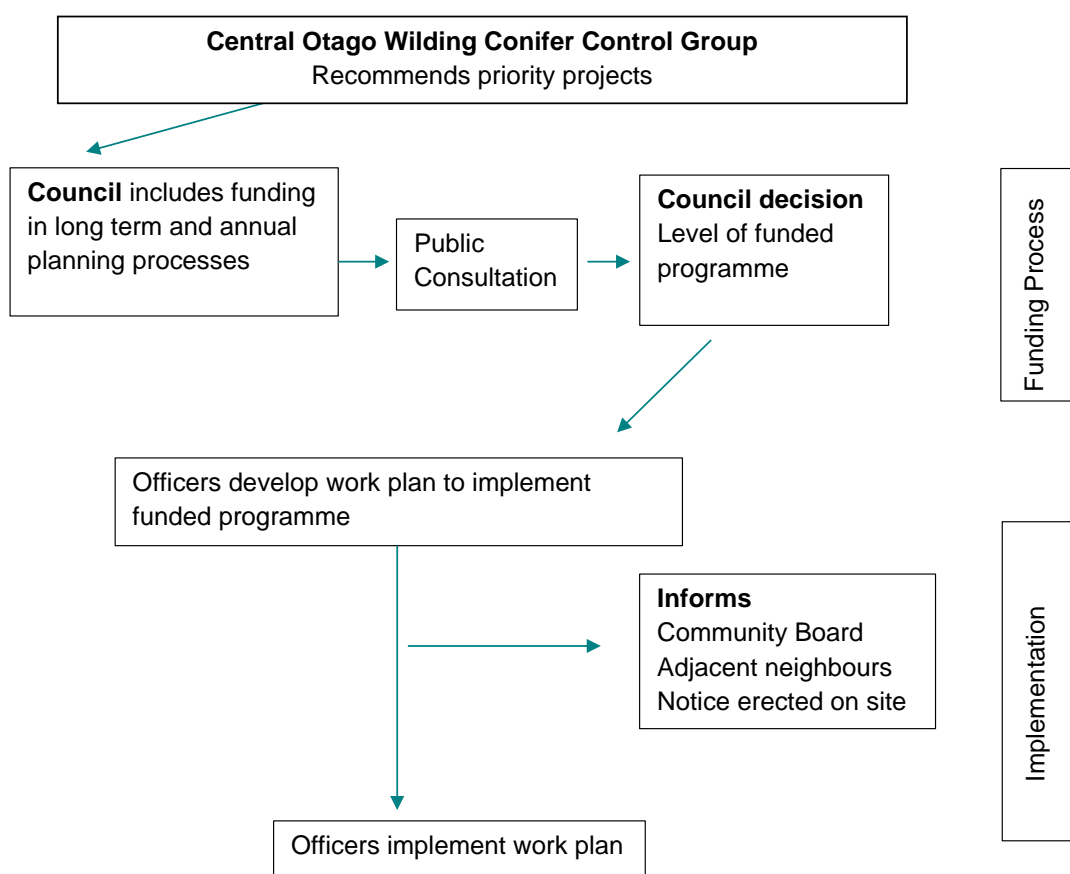 Central Otago Wilding Conifer Control Group
Recommends priority projects
Council includes funding
in long term and annual
planning processes
Public
Consultation
Council decision
Level of funded
programme
Funding Process
Officers develop work plan to implement
funded programme
Informs
Community Board
Adjacent neighbours
Notice erected on site
Implementation
Officers implement work plan